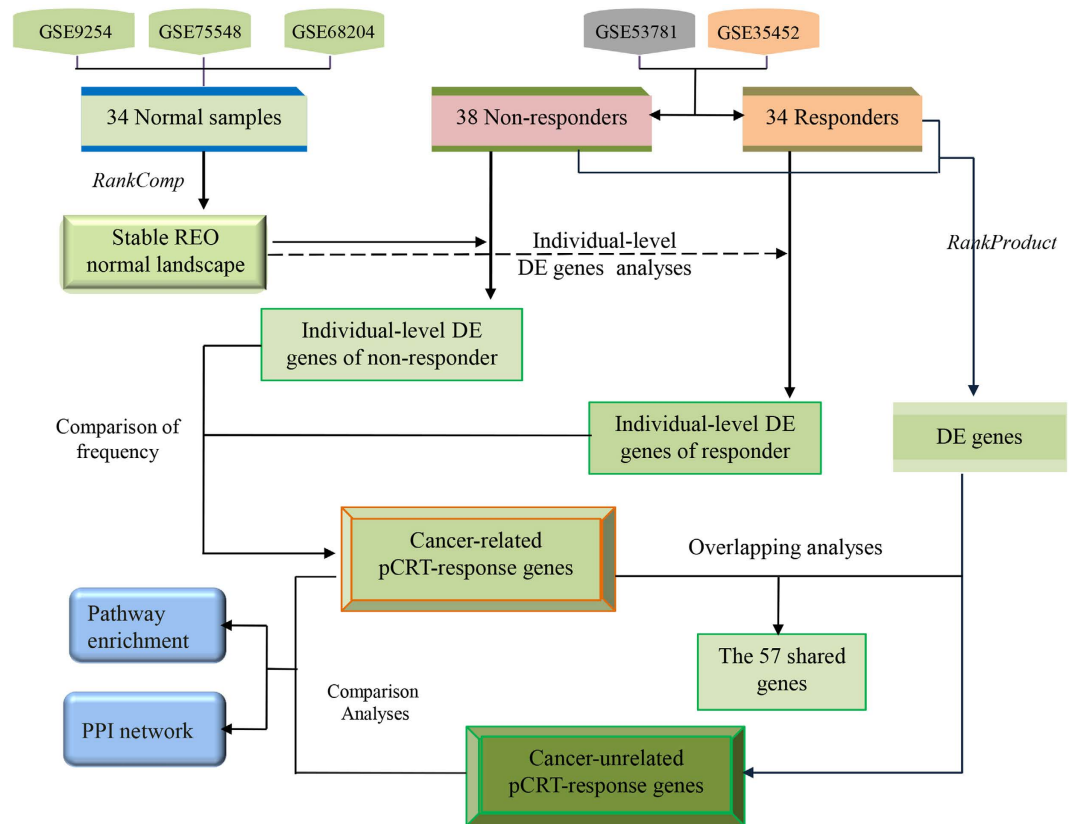 GSE9254
GSE75548
GSE68204
GSE53781
GSE35452
34 Normal samples
38 Non-responders
34 Responders
RankComp
Stable REO
normal landscape
Individual-level
DE genes analyses
RankProduct
Individual-level DE
genes of non-responder
Comparison of
frequency
Individual-level DE
genes of responder
DE genes
Cancer-related
pCRT-response genes
Overlapping analyses
Pathway
enrichment
The 57 shared
genes
PPI network
Comparison
Analyses
Cancer-unrelated
pCRT-response genes